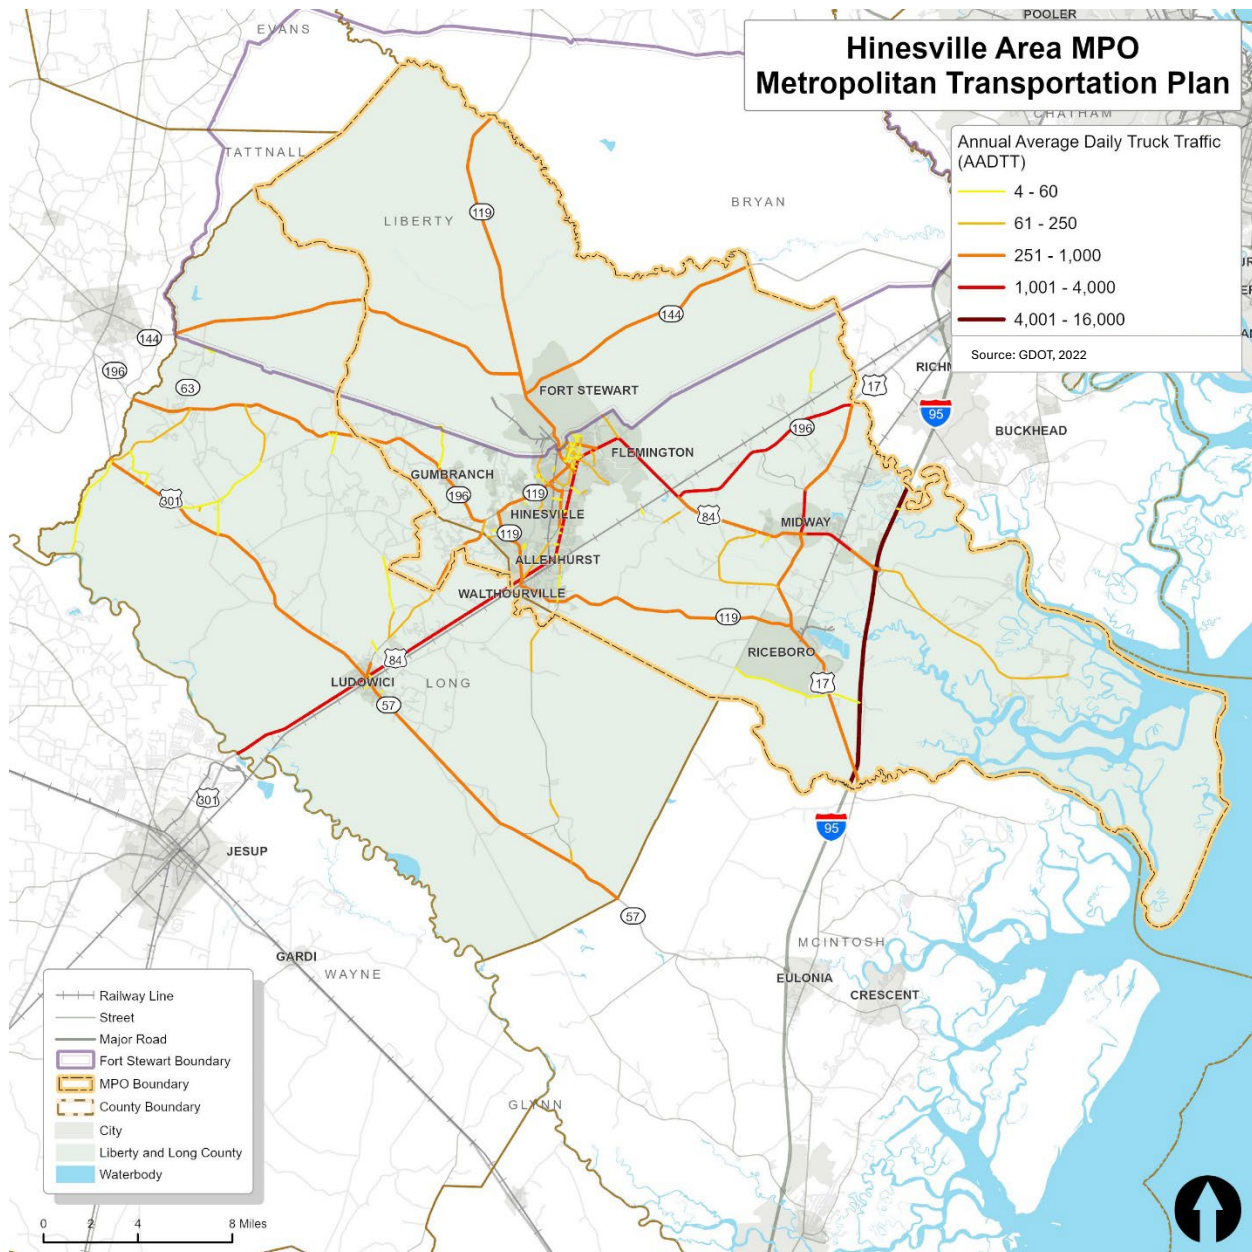 EVANS
POOLER
Hinesville Area MPO
Metropolitan Transportation Plan
CHATHAM
Annual Average Daily Truck Traffic
(AADTT)
4 - 60
61 - 250
251 - 1,000
1,001 - 4,000
4,001 - 16,000
Source: GDOT, 2022
TATTNALL
LIBERTY
119
BRYAN
144
144
196
63
FORT STEWART
RICHM
17
95
BUCKHEAD
196
FLEMINGTON
GUMBRANCH
196
119
301
HINESVILLE
84
MIDWAY
119
ALLENHURST
WALTHOURVILLE
119
RICEBORO
84
LUDOWICI
LONG
17
57
301
95
JESUP
57
MCINTOSH
GARDI
WAYNE
EULONIA
CRESCENT
GLYNN
Railway Line
Street
Major Road
Fort Stewart Boundary
MPO Boundary
County Boundary
City
Liberty and Long County
Waterbody
0 2 4 8 Miles